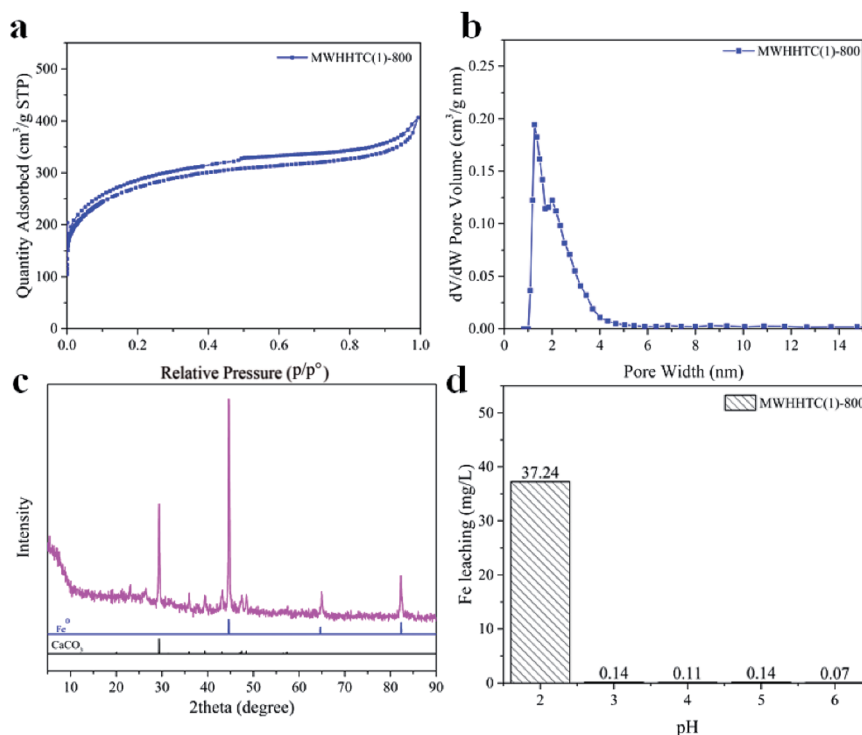 a
MWHHTC(1)-800
Quantity Adsorbed (cm³/g STP)
500
400
300
200
100
0
0.0 0.2 0.4 0.6 0.8 1.0
Relative Pressure (p/p°)
b
MWHHTC(1)-800
dV/dW Pore Volume (cm³/g nm)
0.25
0.20
0.15
0.10
0.05
0.00
0 2 4 6 8 10 12 14
Pore Width (nm)
c
Intensity
Fe⁰
CaCO₃
10 20 30 40 50 60 70 80 90
2theta (degree)
d
MWHHTC(1)-800
Fe leaching (mg/L)
50
40
30
20
10
0
37.24
0.14 0.11 0.14 0.07
2 3 4 5 6
pH